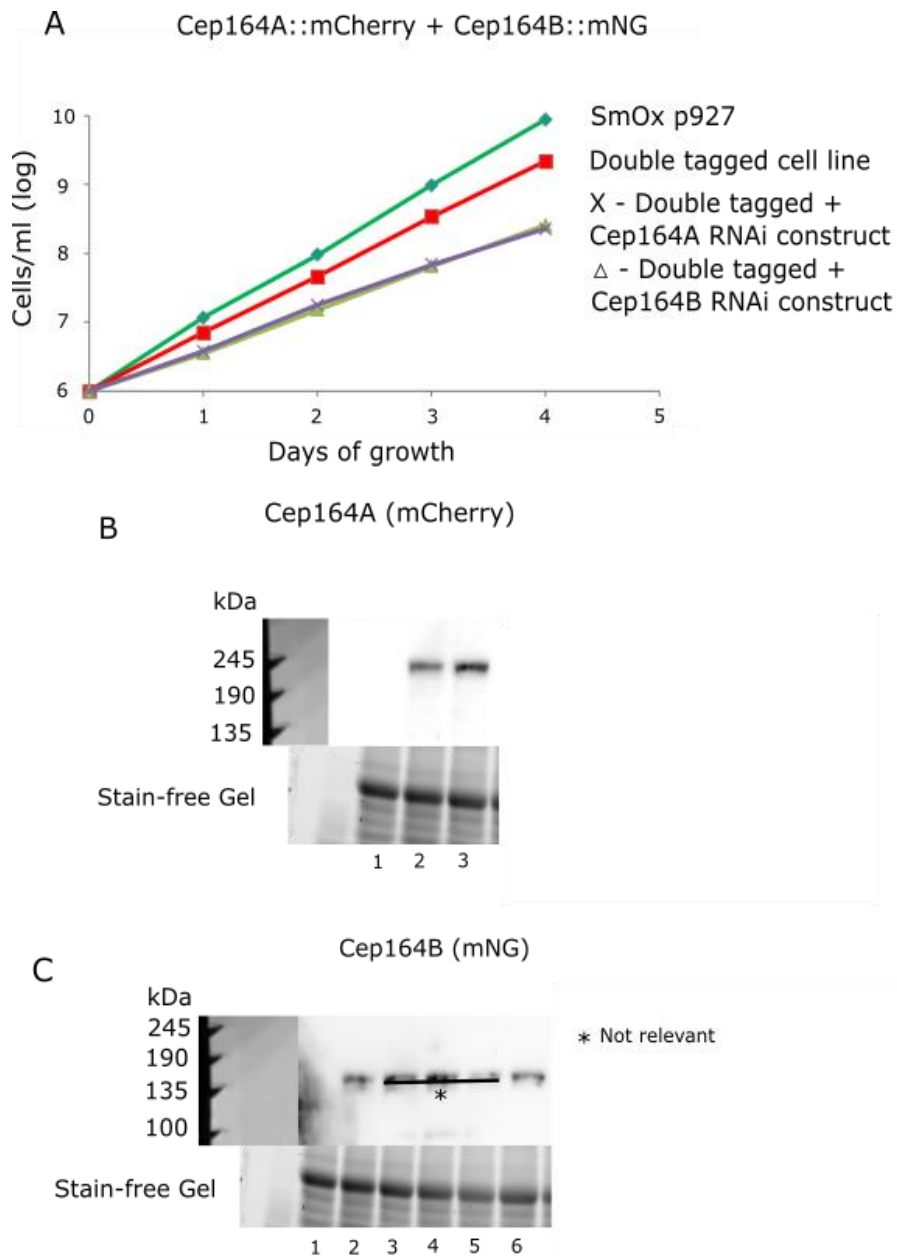 A
Cep164A::mCherry + Cep164B::mNG
Cells/ml (log)
10
9
8
7
6
0
1
2
3
4
5
Days of growth
SmOx p927
Double tagged cell line
X - Double tagged +
Cep164A RNAi construct
△ - Double tagged +
Cep164B RNAi construct
B
Cep164A (mCherry)
kDa
245
190
135
Stain-free Gel
1 2 3
C
Cep164B (mNG)
kDa
245
190
135
100
*
* Not relevant
Stain-free Gel
1 2 3 4 5 6